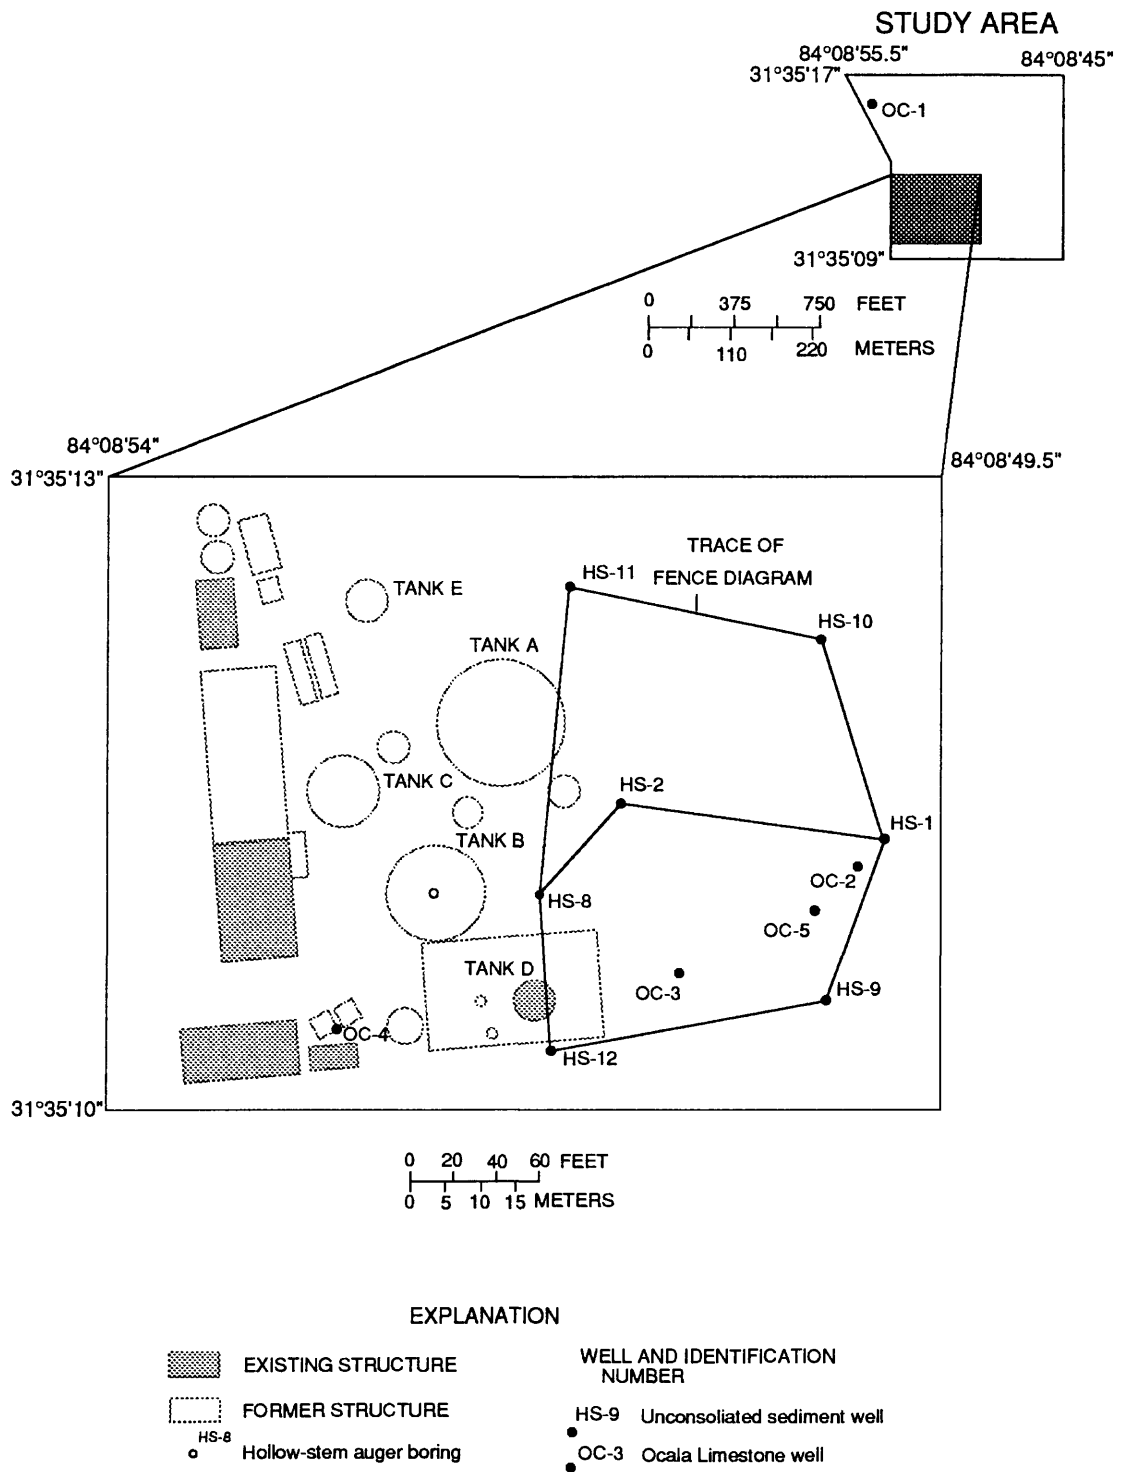 STUDY AREA
84°08'55.5"
84°08'45"
31°35'17"
OC-1
31°35'09"
0 375 750 FEET
0 110 220 METERS
84°08'54"
84°08'49.5"
31°35'13"
TRACE OF
FENCE DIAGRAM
HS-11
TANK E
HS-10
TANK A
TANK C
HS-2
HS-1
TANK B
OC-2
HS-8
OC-5
TANK D
HS-9
OC-3
OC-4
HS-12
31°35'10"
0 20 40 60 FEET
0 5 10 15 METERS
EXPLANATION
EXISTING STRUCTURE
FORMER STRUCTURE
HS-8
Hollow-stem auger boring
WELL AND IDENTIFICATION
NUMBER
HS-9 Unconsoliated sediment well
OC-3 Ocala Limestone well